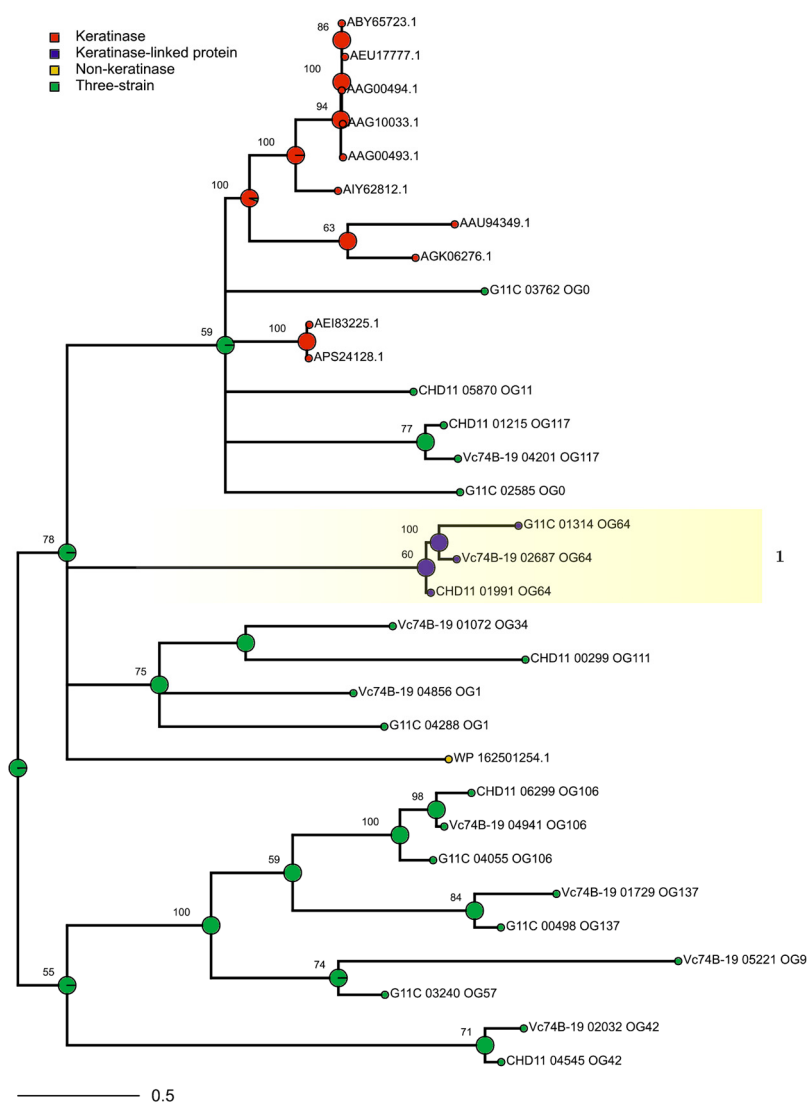 Keratinase
Keratinase-linked protein
Non-keratinase
Three-strain
ABY65723.1
86
AEU17777.1
100
AAG00494.1
94
AAG10033.1
100
AAG00493.1
100
AIY62812.1
63
AAU94349.1
AGK06276.1
G11C 03762 OG0
59
100
AEI83225.1
APS24128.1
CHD11 05870 OG11
77
CHD11 01215 OG117
Vc74B-19 04201 OG117
G11C 02585 OG0
78
100
G11C 01314 OG64
60
Vc74B-19 02687 OG64
1
CHD11 01991 OG64
Vc74B-19 01072 OG34
75
CHD11 00299 OG111
Vc74B-19 04856 OG1
G11C 04288 OG1
WP 162501254.1
98
CHD11 06299 OG106
100
Vc74B-19 04941 OG106
59
G11C 04055 OG106
84
Vc74B-19 01729 OG137
100
G11C 00498 OG137
74
Vc74B-19 05221 OG9
55
G11C 03240 OG57
71
Vc74B-19 02032 OG42
CHD11 04545 OG42
0.5